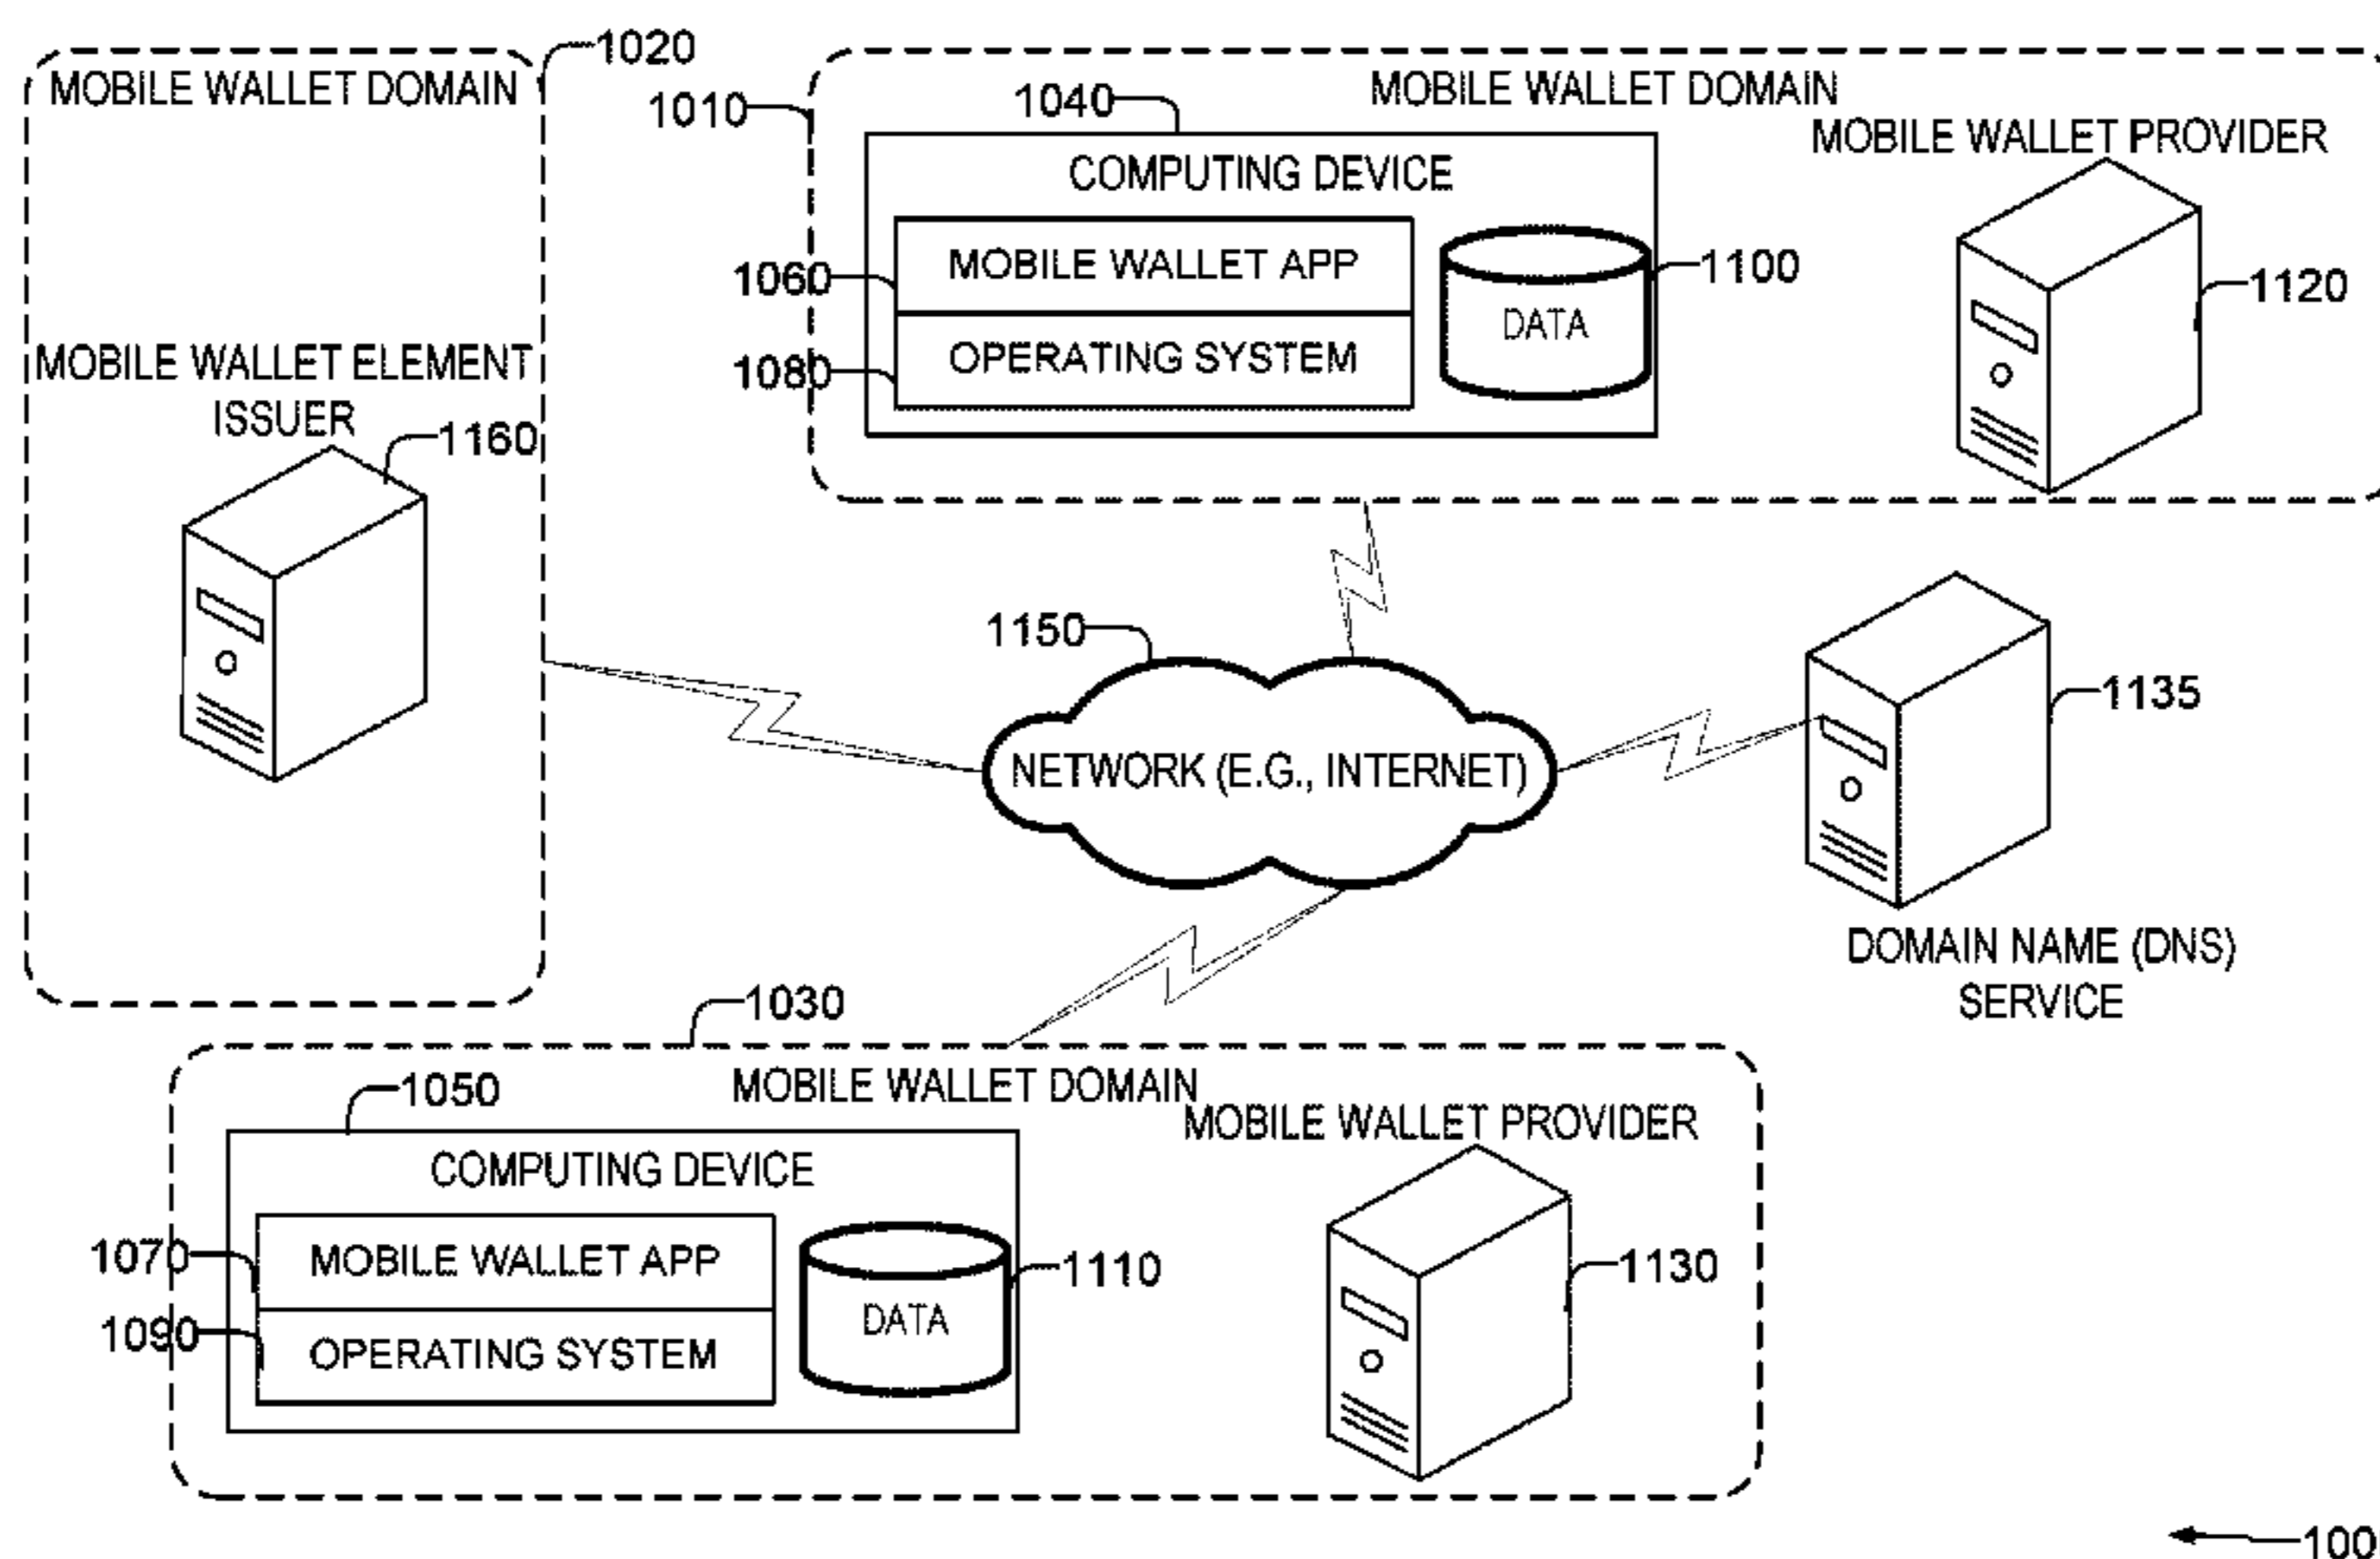 1020
MOBILE WALLET DOMAIN
MOBILE WALLET ELEMENT
ISSUER
1160
1010
MOBILE WALLET DOMAIN
1040
COMPUTING DEVICE
MOBILE WALLET APP
1060
OPERATING SYSTEM
1080
DATA
1100
MOBILE WALLET PROVIDER
1120
1150
NETWORK (E.G., INTERNET)
1135
DOMAIN NAME (DNS)
SERVICE
1030
MOBILE WALLET DOMAIN
1050
COMPUTING DEVICE
1070
MOBILE WALLET APP
1090
OPERATING SYSTEM
DATA
1110
MOBILE WALLET PROVIDER
1130
100